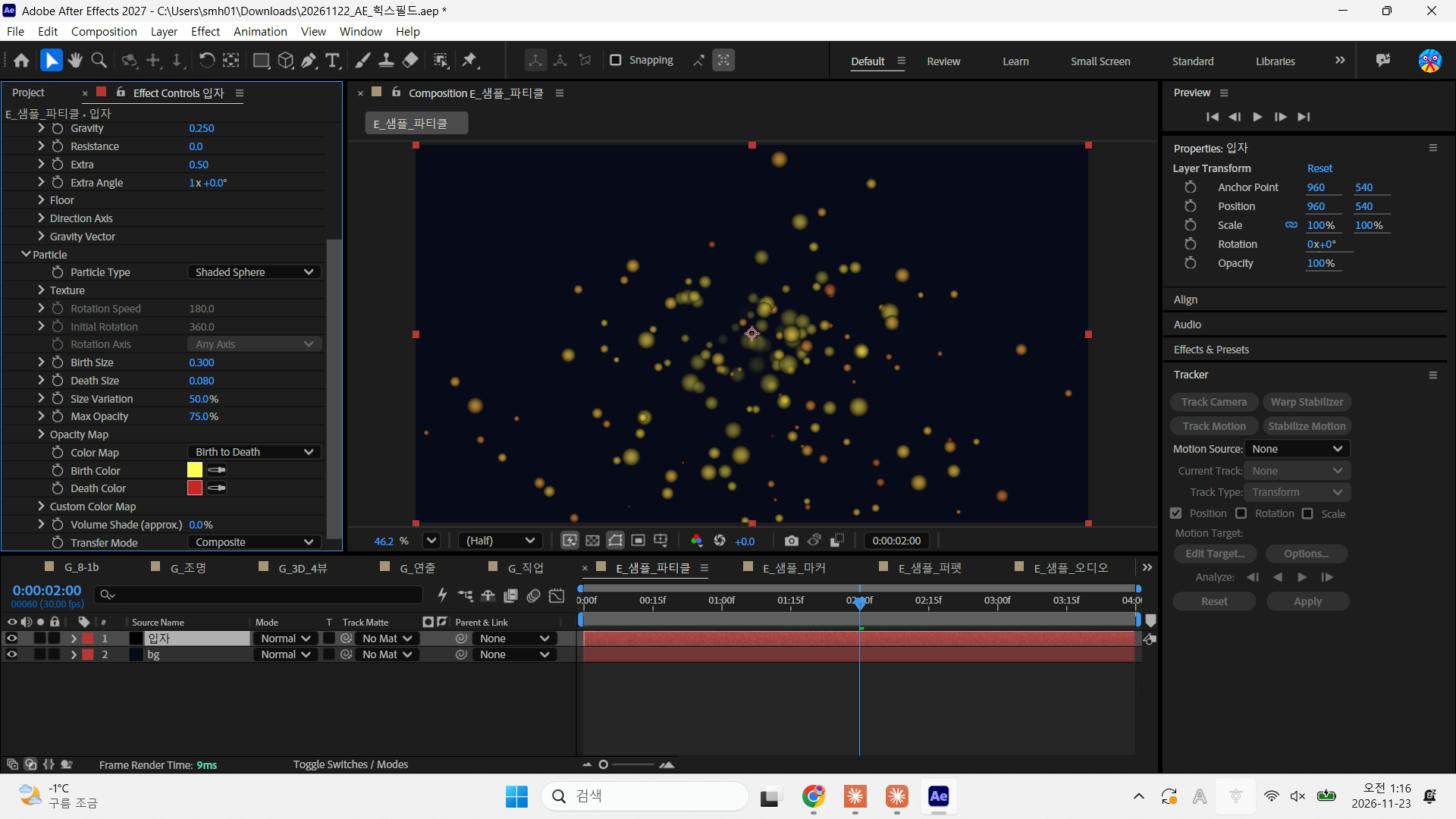 Adobe After Effects 2027 - C:\Users\smh01\Downloads\20261122_AE_힉스필드.aep *
File Edit Composition Layer Effect Animation View Window Help
Snapping
Default Review Learn Small Screen Standard Libraries
Project
Effect Controls 입자
E_샘플_파티클 • 입자
Gravity 0.250
Resistance 0.0
Extra 0.50
Extra Angle 1x +0.0°
Floor
Direction Axis
Gravity Vector
Particle
Particle Type Shaded Sphere
Texture
Rotation Speed 180.0
Initial Rotation 360.0
Rotation Axis Any Axis
Birth Size 0.300
Death Size 0.080
Size Variation 50.0%
Max Opacity 75.0%
Opacity Map
Color Map Birth to Death
Birth Color
Death Color
Custom Color Map
Volume Shade (approx.) 0.0%
Transfer Mode Composite
Composition E_샘플_파티클
E_샘플_파티클
46.2 % (Half) +0.0 0:00:02:00
Preview
Properties: 입자
Layer Transform Reset
Anchor Point 960 540
Position 960 540
Scale 100% 100%
Rotation 0x+0°
Opacity 100%
Align
Audio
Effects & Presets
Tracker
Track Camera Warp Stabilizer
Track Motion Stabilize Motion
Motion Source: None
Current Track: None
Track Type: Transform
Position Rotation Scale
Motion Target:
Edit Target... Options...
Analyze:
Reset Apply
G_8-1b G_조명 G_3D_4뷰 G_연출 G_직업 E_샘플_파티클 E_샘플_마커 E_샘플_퍼펫 E_샘플_오디오
0:00:02:00
00060 (30.00 fps)
0:00f 00:15f 01:00f 01:15f 02:00f 02:15f 03:00f 03:15f 04:0
# Source Name Mode T Track Matte Parent & Link
1 입자 Normal No Mat None
2 bg Normal No Mat None
Frame Render Time: 9ms Toggle Switches / Modes
-1°C
구름 조금
검색
Ae
오전 1:16
2026-11-23